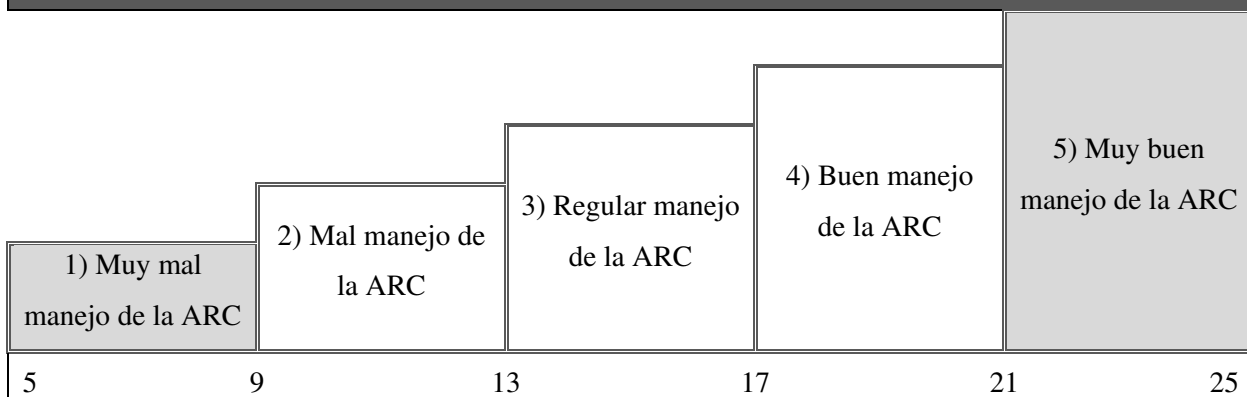 5) Muy buen
manejo de la ARC
4) Buen manejo
de la ARC
3) Regular manejo
de la ARC
2) Mal manejo de
la ARC
1) Muy mal
manejo de la ARC
5 9 13 17 21 25